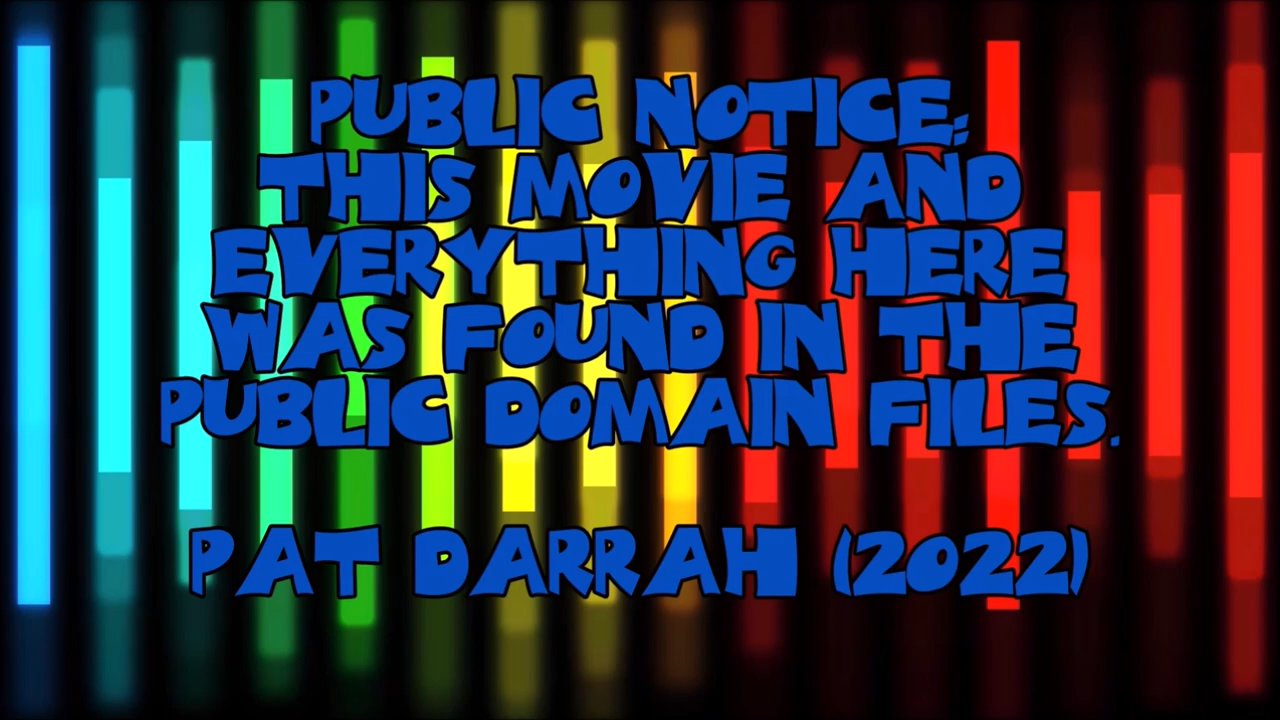 PUBLIC NOTICE:
THIS MOVIE AND
EVERYTHING HERE
WAS FOUND IN THE
PUBLIC DOMAIN FILES.
PAT DARRAH (2022)